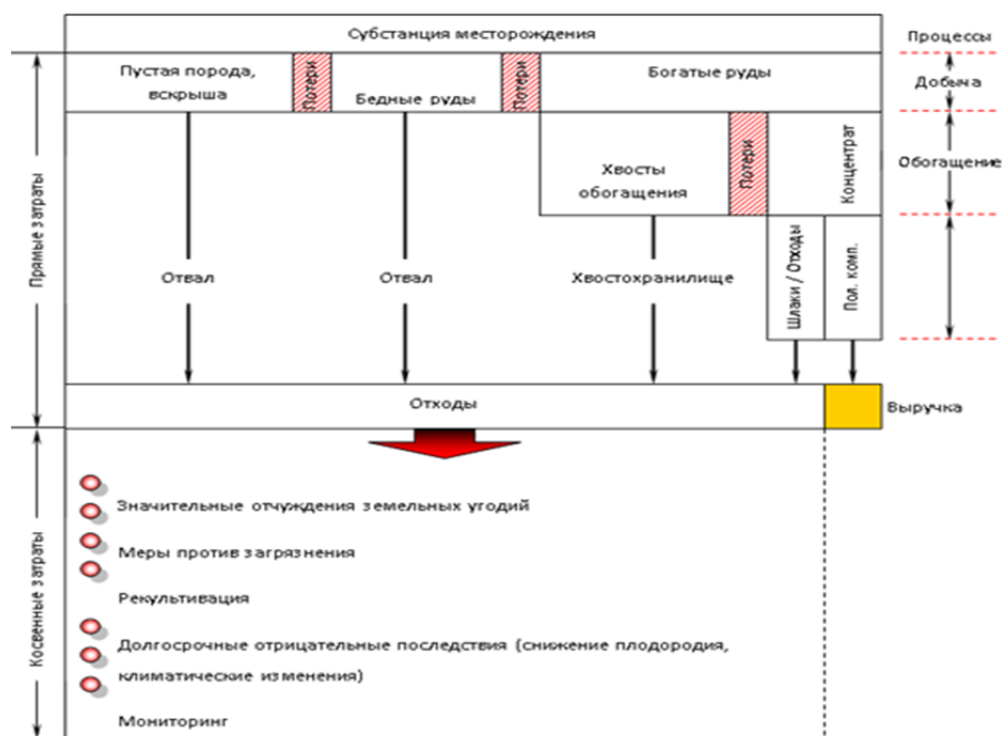 Субстанция месторождения
Процессы
Пустая порода,
вскрыша
Потери
Бедные руды
Потери
Богатые руды
Добыча
Хвосты
обогащения
Потери
Концентрат
Обогащение
Прямые затраты
Отвал
Отвал
Хвостохранилище
Шлаки / Отходы
Пол. комп.
Отходы
Выручка
Косвенные затраты
Значительные отчуждения земельных угодий
Меры против загрязнения
Рекультивация
Долгосрочные отрицательные последствия (снижение плодородия,
климатические изменения)
Мониторинг